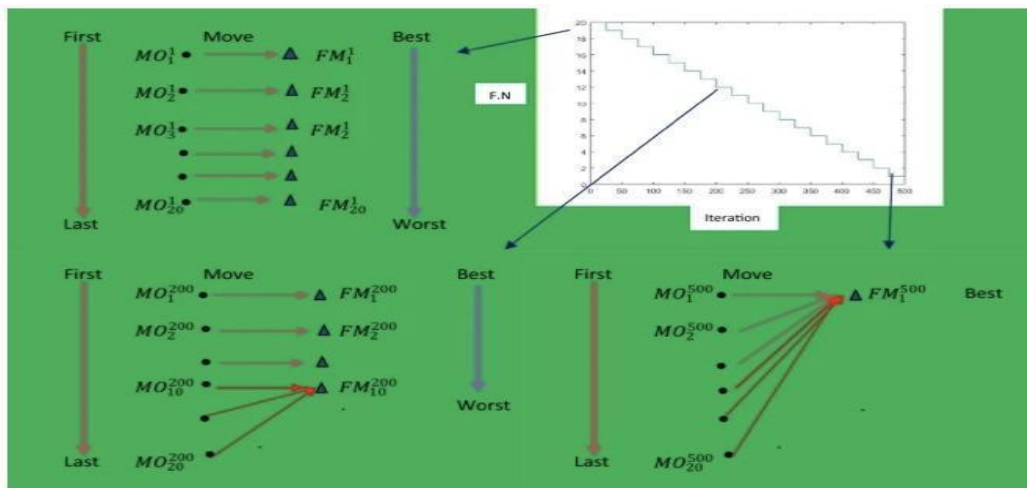 First Move Best
MO₁¹ FM₁¹
MO₂¹ FM₂¹
MO₃¹ FM₂¹
MO₂₀¹ FM₂₀¹
Last Worst
F.N
20
18
16
14
12
10
8
6
4
2
0
0 50 100 150 200 250 300 350 400 450 500
Iteration
First Move Best
MO₁²⁰⁰ FM₁²⁰⁰
MO₂²⁰⁰ FM₂²⁰⁰
MO₁₀²⁰⁰ FM₁₀²⁰⁰
Worst
Last MO₂₀²⁰⁰
First Move
MO₁⁵⁰⁰ FM₁⁵⁰⁰ Best
MO₂⁵⁰⁰
Last MO₂₀⁵⁰⁰